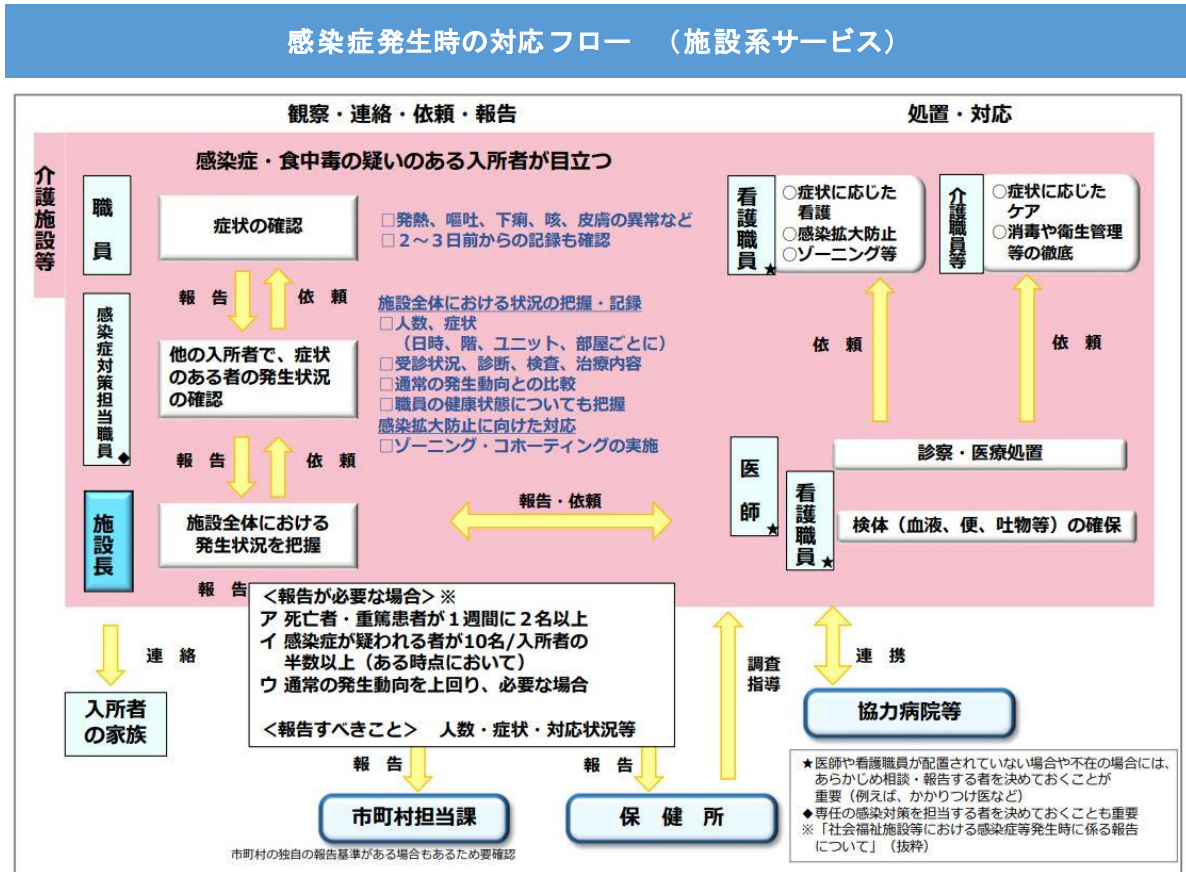 感染症発生時の対応フロー （施設系サービス）
観察・連絡・依頼・報告
処置・対応
介護施設等
感染症・食中毒の疑いのある入所者が目立つ
職員
症状の確認
□発熱、嘔吐、下痢、咳、皮膚の異常など
□２～３日前からの記録も確認
報 告
依 頼
感染症対策担当職員◆
他の入所者で、症状
のある者の発生状況
の確認
施設全体における状況の把握・記録
□人数、症状
（日時、階、ユニット、部屋ごとに）
□受診状況、診断、検査、治療内容
□通常の発生動向との比較
□職員の健康状態についても把握
感染拡大防止に向けた対応
□ゾーニング・コホーティングの実施
報 告
依 頼
施設長
施設全体における
発生状況を把握
報告・依頼
看護職員★
○症状に応じた
看護
○感染拡大防止
○ゾーニング等
介護職員等
○症状に応じた
ケア
○消毒や衛生管理
等の徹底
依 頼
依 頼
医師★
看護職員★
診察・医療処置
検体（血液、便、吐物等）の確保
報 告
＜報告が必要な場合＞※
ア 死亡者・重篤患者が１週間に２名以上
イ 感染症が疑われる者が10名/入所者の
半数以上（ある時点において）
ウ 通常の発生動向を上回り、必要な場合
＜報告すべきこと＞ 人数・症状・対応状況等
連 絡
入所者
の家族
報 告
報 告
調査
指導
連 携
市町村担当課
保 健 所
協力病院等
市町村の独自の報告基準がある場合もあるため要確認
★医師や看護職員が配置されていない場合や不在の場合には、
あらかじめ相談・報告する者を決めておくことが
重要（例えば、かかりつけ医など）
◆専任の感染対策を担当する者を決めておくことも重要
※「社会福祉施設等における感染症等発生時に係る報告
について」（抜粋）